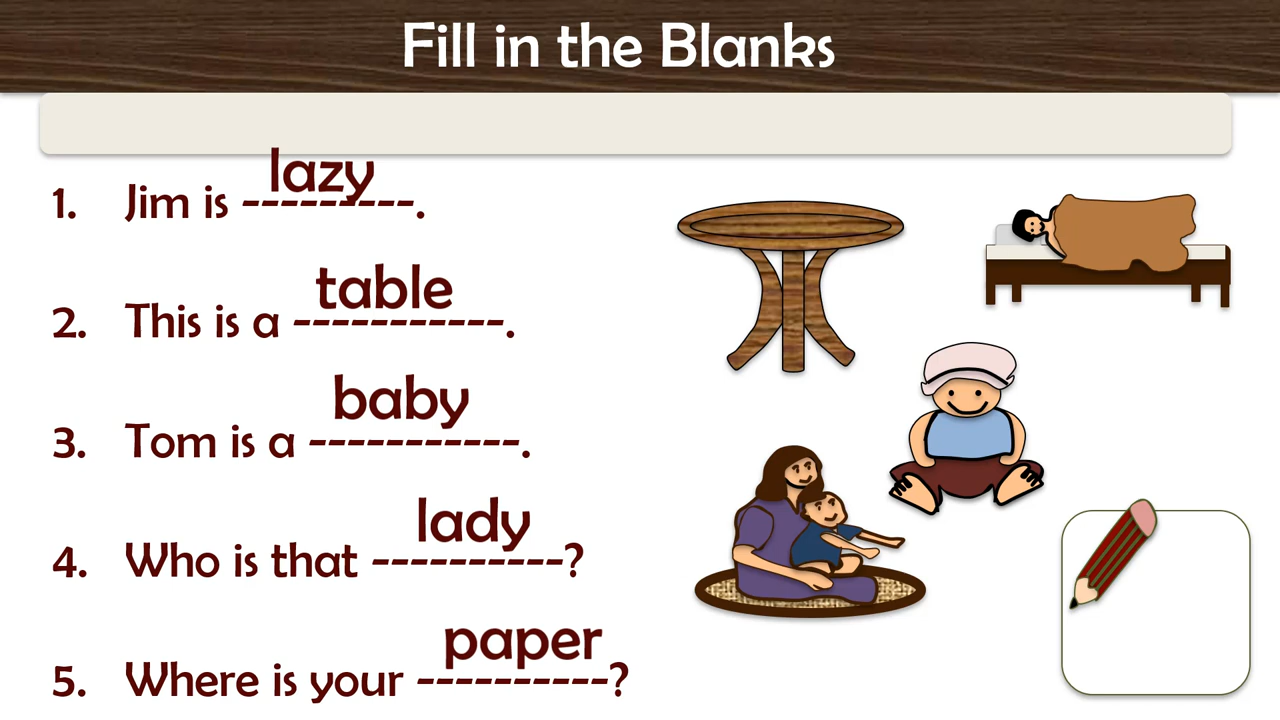 Fill in the Blanks
1. Jim is lazy ---------.
2. This is a table -----------.
3. Tom is a baby -----------.
4. Who is that lady ----------?
5. Where is your paper ----------?